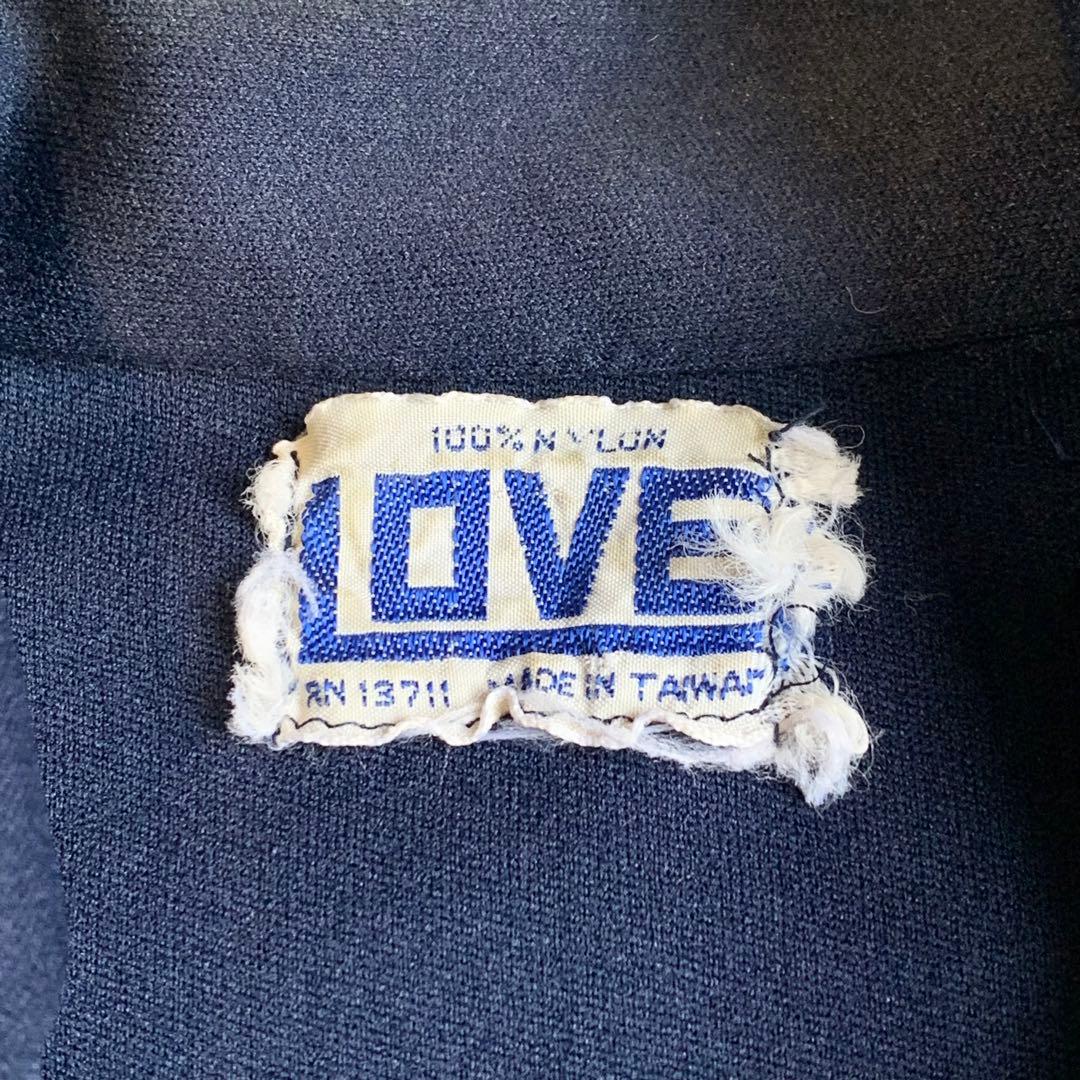 100% NYLON
LOVE
RN 13711 MADE IN TAIWAN